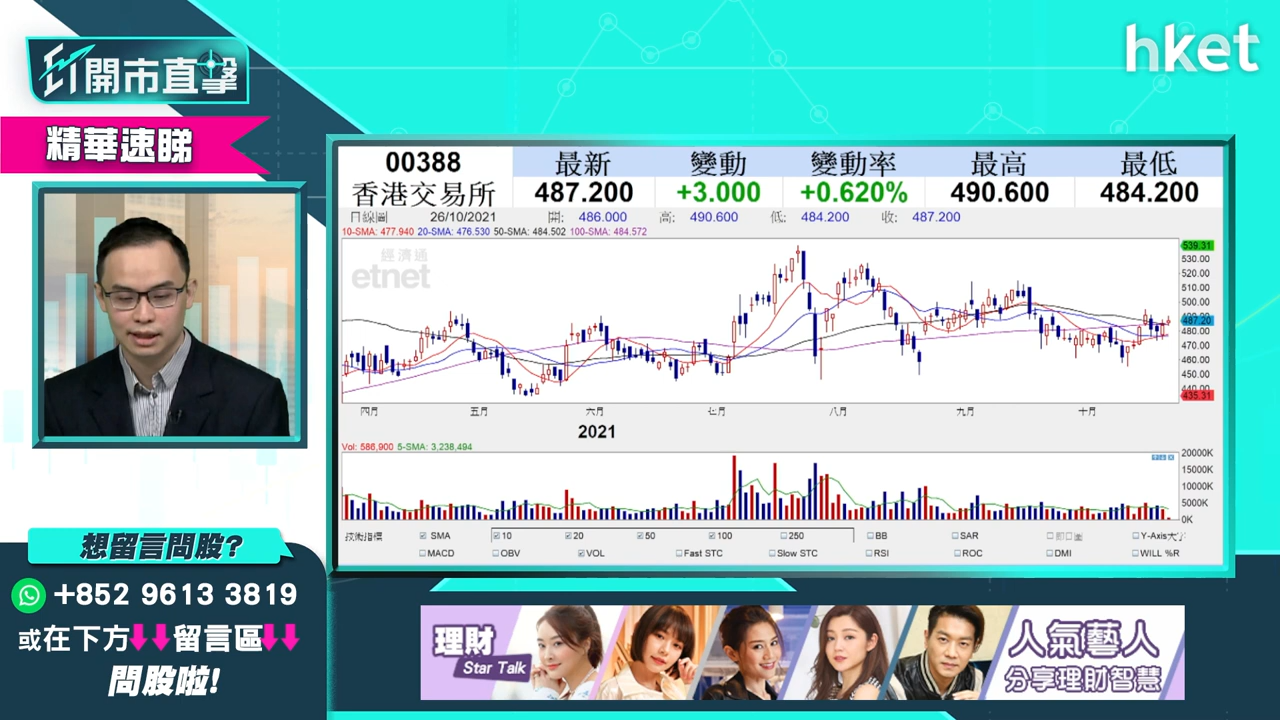 hket
ET開市直擊
精華速睇
00388
香港交易所
最新 變動 變動率 最高 最低
487.200 +3.000 +0.620% 490.600 484.200
日線圖 26/10/2021 開: 486.000 高: 490.600 低: 484.200 收: 487.200
10-SMA: 477.940 20-SMA: 476.530 50-SMA: 484.502 100-SMA: 484.572
經濟通
etnet
539.31
530.00
520.00
510.00
500.00
487.20
480.00
470.00
460.00
450.00
440.00
435.31
四月 五月 六月 七月 八月 九月 十月
2021
Vol: 586,900 5-SMA: 3,238,494
20000K
15000K
10000K
5000K
0K
技術指標 SMA 10 20 50 100 250 BB SAR Y-Axis大字
MACD OBV VOL Fast STC Slow STC RSI ROC DMI WILL %R
想留言問股?
+852 9613 3819
或在下方留言區
問股啦!
理財
Star Talk
人氣藝人
分享理財智慧